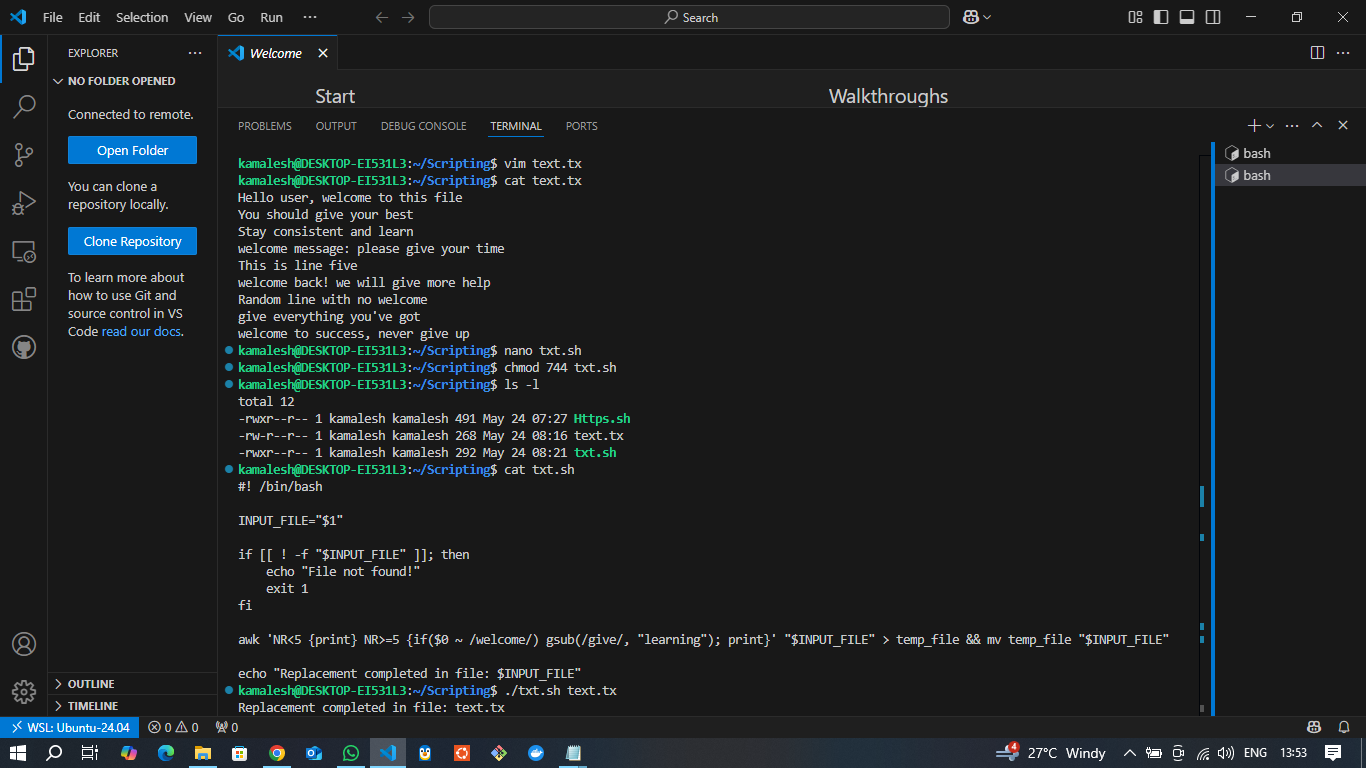 File Edit Selection View Go Run ··· Search
EXPLORER ···
NO FOLDER OPENED
Connected to remote.
Open Folder
You can clone a
repository locally.
Clone Repository
To learn more about
how to use Git and
source control in VS
Code read our docs.
OUTLINE
TIMELINE
Welcome
Start Walkthroughs
PROBLEMS OUTPUT DEBUG CONSOLE TERMINAL PORTS
kamalesh@DESKTOP-EI531L3:~/Scripting$ vim text.tx
kamalesh@DESKTOP-EI531L3:~/Scripting$ cat text.tx
Hello user, welcome to this file
You should give your best
Stay consistent and learn
welcome message: please give your time
This is line five
welcome back! we will give more help
Random line with no welcome
give everything you've got
welcome to success, never give up
kamalesh@DESKTOP-EI531L3:~/Scripting$ nano txt.sh
kamalesh@DESKTOP-EI531L3:~/Scripting$ chmod 744 txt.sh
kamalesh@DESKTOP-EI531L3:~/Scripting$ ls -l
total 12
-rwxr--r-- 1 kamalesh kamalesh 491 May 24 07:27 Https.sh
-rw-r--r-- 1 kamalesh kamalesh 268 May 24 08:16 text.tx
-rwxr--r-- 1 kamalesh kamalesh 292 May 24 08:21 txt.sh
kamalesh@DESKTOP-EI531L3:~/Scripting$ cat txt.sh
#! /bin/bash
INPUT_FILE="$1"
if [[ ! -f "$INPUT_FILE" ]]; then
    echo "File not found!"
    exit 1
fi
awk 'NR<5 {print} NR>=5 {if($0 ~ /welcome/) gsub(/give/, "learning"); print}' "$INPUT_FILE" > temp_file && mv temp_file "$INPUT_FILE"
echo "Replacement completed in file: $INPUT_FILE"
kamalesh@DESKTOP-EI531L3:~/Scripting$ ./txt.sh text.tx
Replacement completed in file: text.tx
bash
bash
WSL: Ubuntu-24.04 0 0 0
4 27°C Windy ENG 13:53